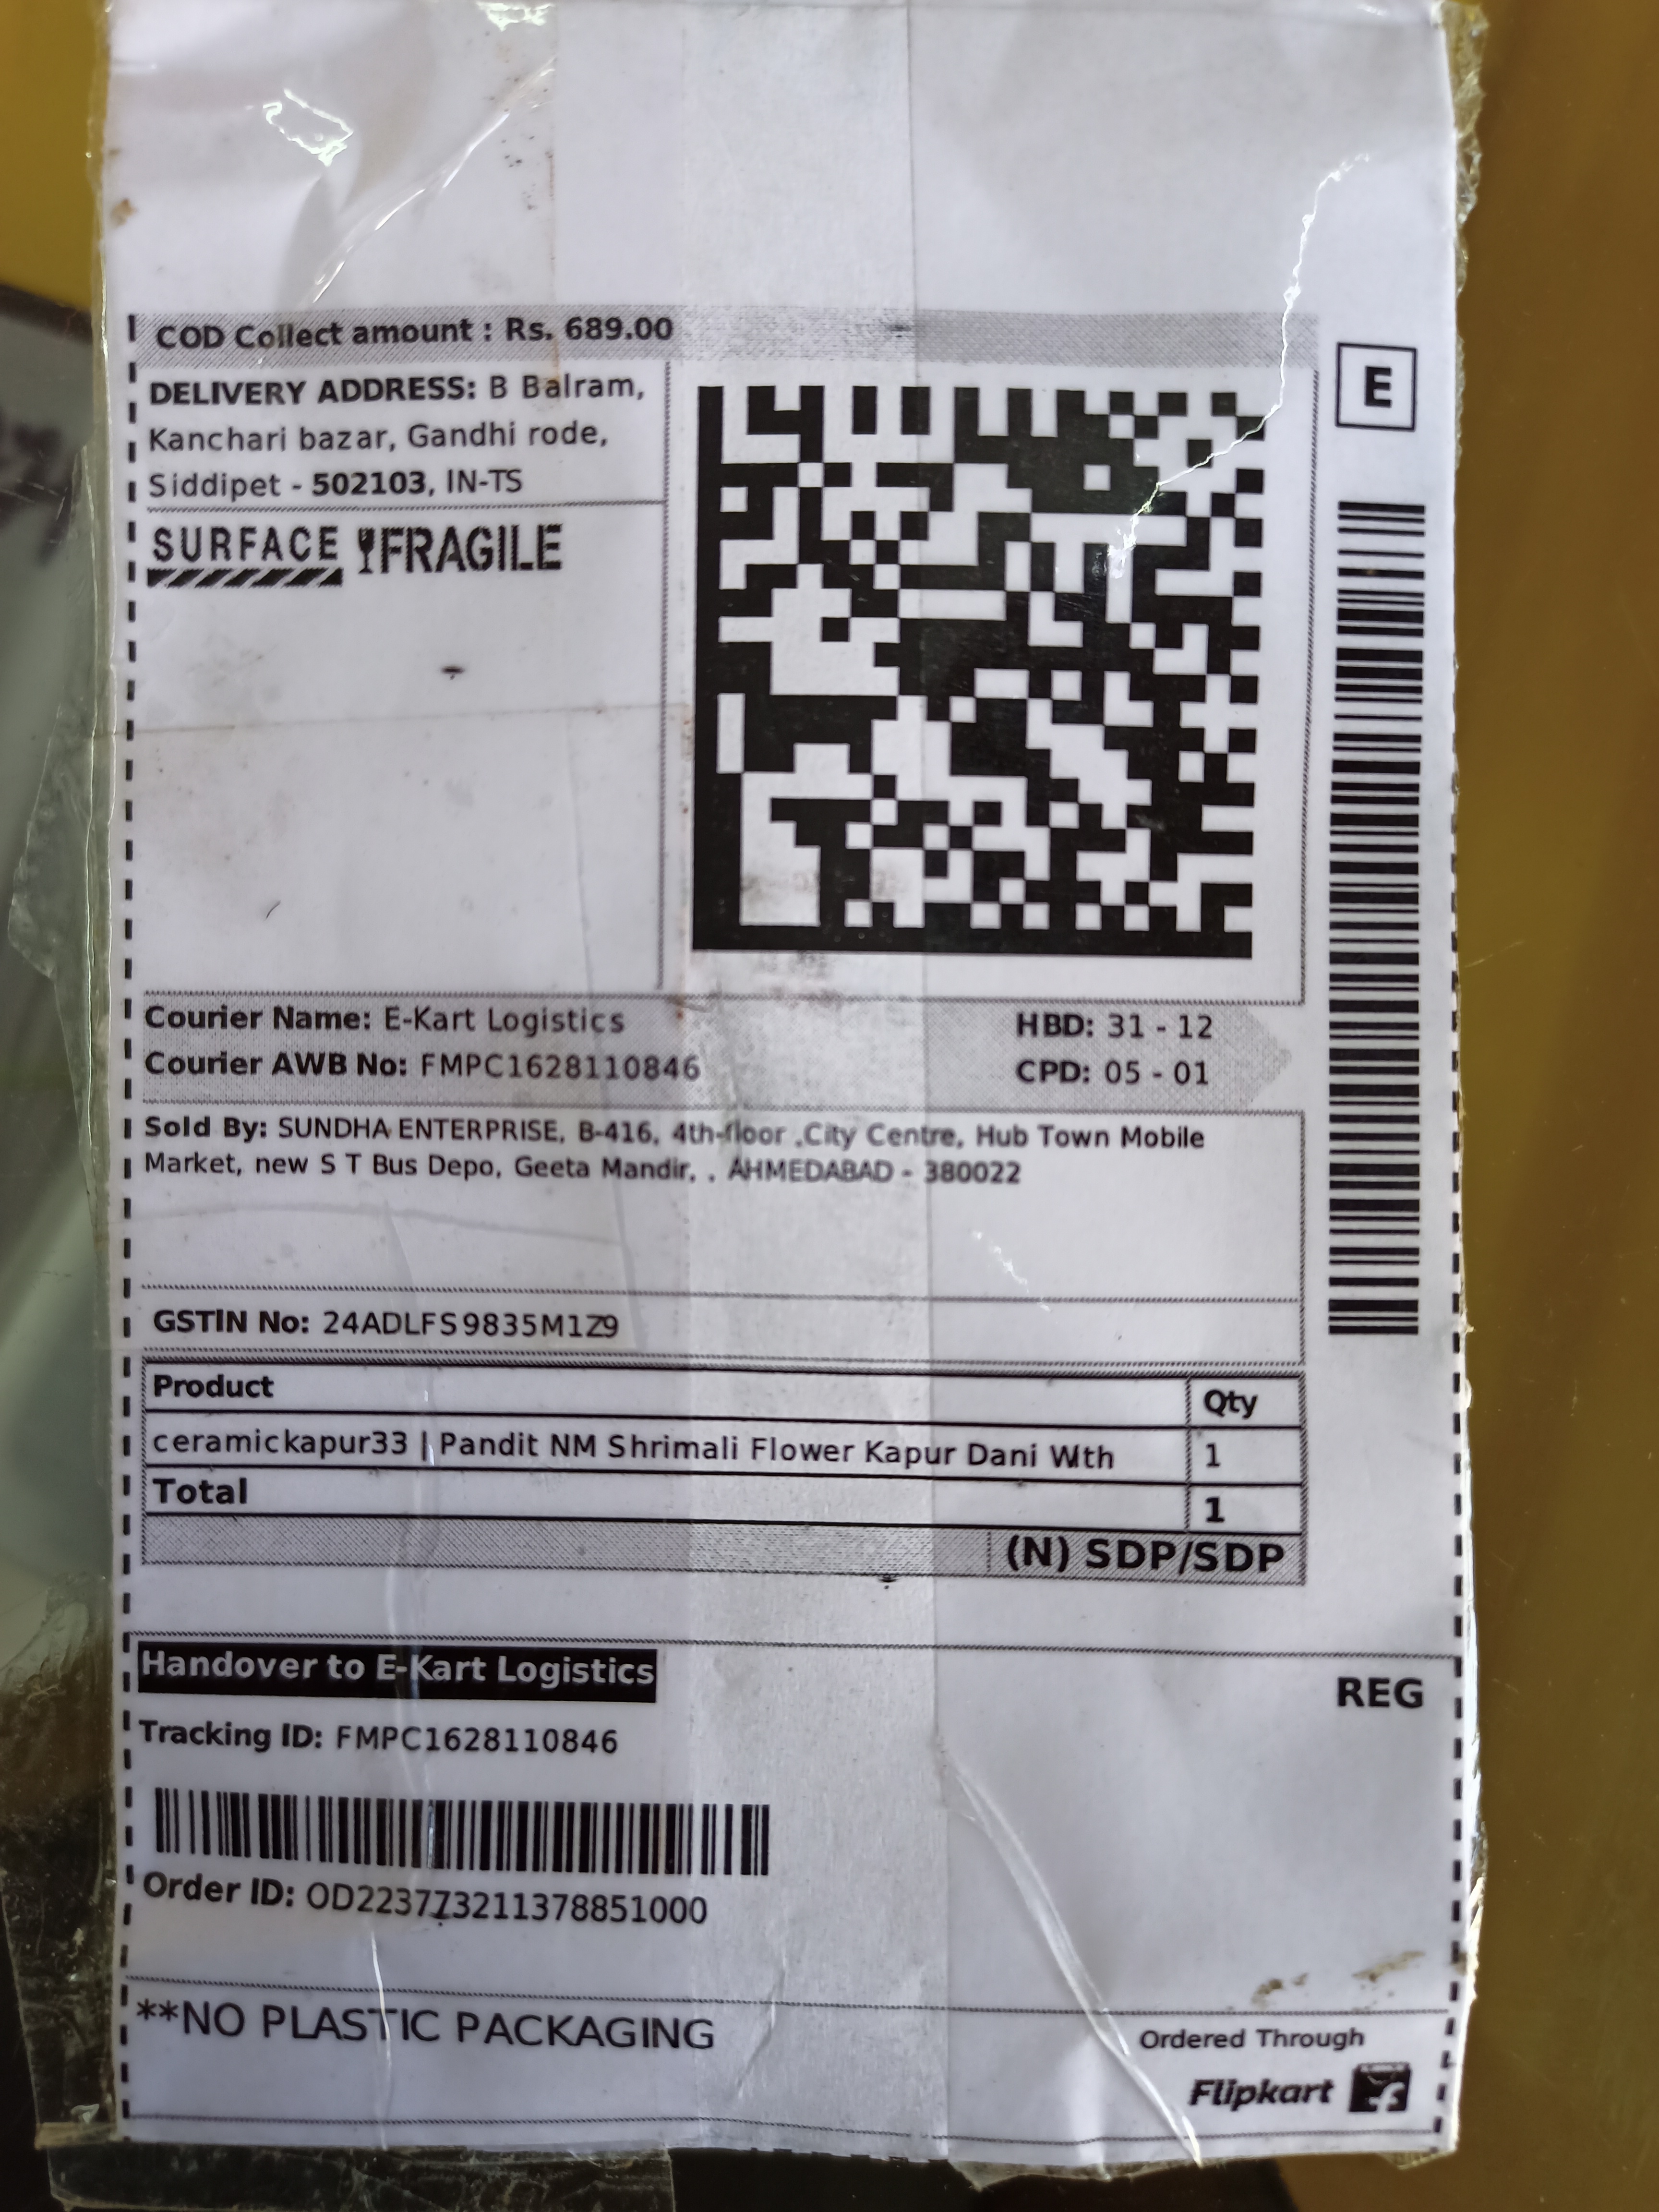 COD Collect amount : Rs. 689.00
DELIVERY ADDRESS: B Balram,
Kanchari bazar, Gandhi rode,
Siddipet - 502103, IN-TS
SURFACE FRAGILE
E
Courier Name: E-Kart Logistics
HBD: 31 - 12
Courier AWB No: FMPC1628110846
CPD: 05 - 01
Sold By: SUNDHA ENTERPRISE, B-416, 4th-floor ,City Centre, Hub Town Mobile
Market, new S T Bus Depo, Geeta Mandir, , AHMEDABAD - 380022
GSTIN No: 24ADLFS9835M1Z9
Product Qty
ceramickapur33 | Pandit NM Shrimali Flower Kapur Dani With 1
Total 1
(N) SDP/SDP
Handover to E-Kart Logistics
REG
Tracking ID: FMPC1628110846
Order ID: OD223773211378851000
**NO PLASTIC PACKAGING
Ordered Through
Flipkart